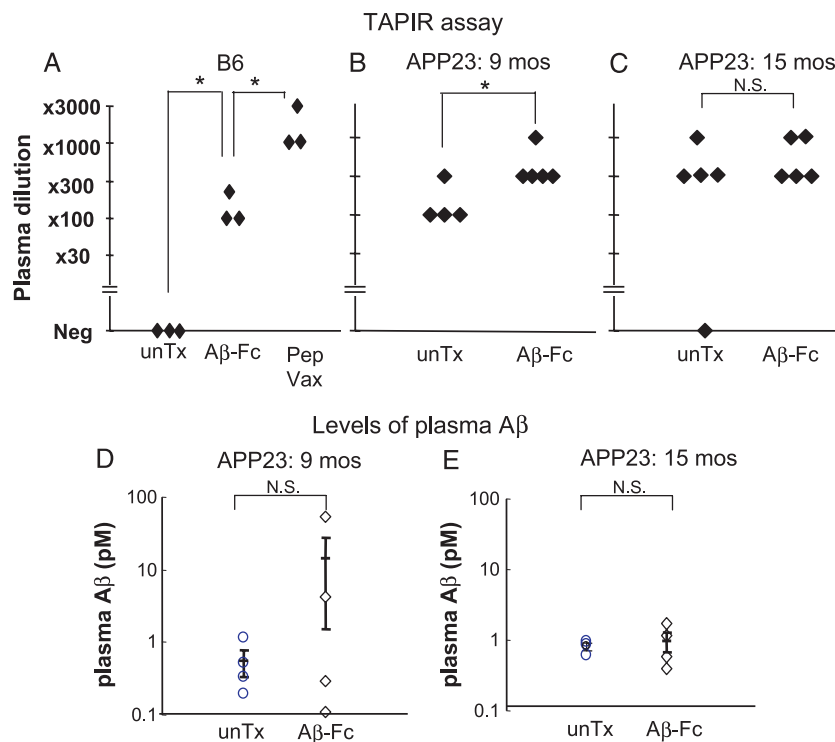 TAPIR assay
A
B6
*
*
Plasma dilution
x3000
x1000
x300
x100
x30
Neg
unTx
Aβ-Fc
Pep
Vax
B
APP23: 9 mos
*
unTx
Aβ-Fc
C
APP23: 15 mos
N.S.
unTx
Aβ-Fc
Levels of plasma Aβ
D
APP23: 9 mos
N.S.
plasma Aβ (pM)
100
10
1
0.1
unTx
Aβ-Fc
E
APP23: 15 mos
N.S.
plasma Aβ (pM)
100
10
1
0.1
unTx
Aβ-Fc